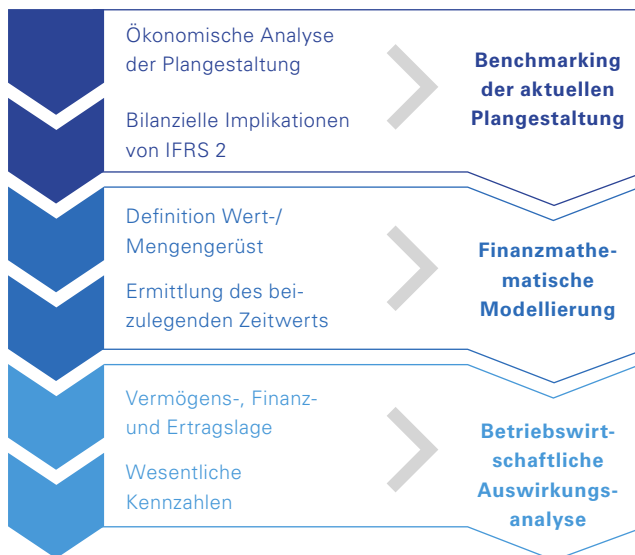 Ökonomische Analyse
der Plangestaltung
Bilanzielle Implikationen
von IFRS 2
Benchmarking
der aktuellen
Plangestaltung
Definition Wert-/
Mengengerüst
Ermittlung des bei-
zulegenden Zeitwerts
Finanzmathe-
matische
Modellierung
Vermögens-, Finanz-
und Ertragslage
Wesentliche
Kennzahlen
Betriebswirt-
schaftliche
Auswirkungs-
analyse